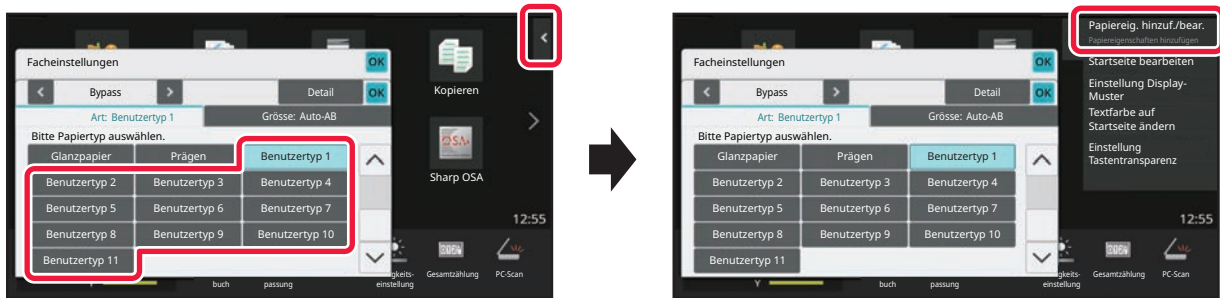 Facheinstellungen
OK
Bypass
Detail
OK
Art: Benutzertyp 1
Grösse: Auto-AB
Bitte Papiertyp auswählen.
Glanzpapier
Prägen
Benutzertyp 1
Benutzertyp 2
Benutzertyp 3
Benutzertyp 4
Benutzertyp 5
Benutzertyp 6
Benutzertyp 7
Benutzertyp 8
Benutzertyp 9
Benutzertyp 10
Benutzertyp 11
Kopieren
Sharp OSA
12:55
Y
buch
passung
gkeits-
einstellung
Gesamtzählung
PC-Scan
Facheinstellungen
OK
Bypass
Detail
OK
Art: Benutzertyp 1
Grösse: Auto-AB
Bitte Papiertyp auswählen.
Glanzpapier
Prägen
Benutzertyp 1
Benutzertyp 2
Benutzertyp 3
Benutzertyp 4
Benutzertyp 5
Benutzertyp 6
Benutzertyp 7
Benutzertyp 8
Benutzertyp 9
Benutzertyp 10
Benutzertyp 11
Papiereig. hinzuf./bear.
Papiereigenschaften hinzufügen
Startseite bearbeiten
Einstellung Display-
Muster
Textfarbe auf
Startseite ändern
Einstellung
Tastentransparenz
12:55
Y
buch
passung
gkeits-
einstellung
Gesamtzählung
PC-Scan